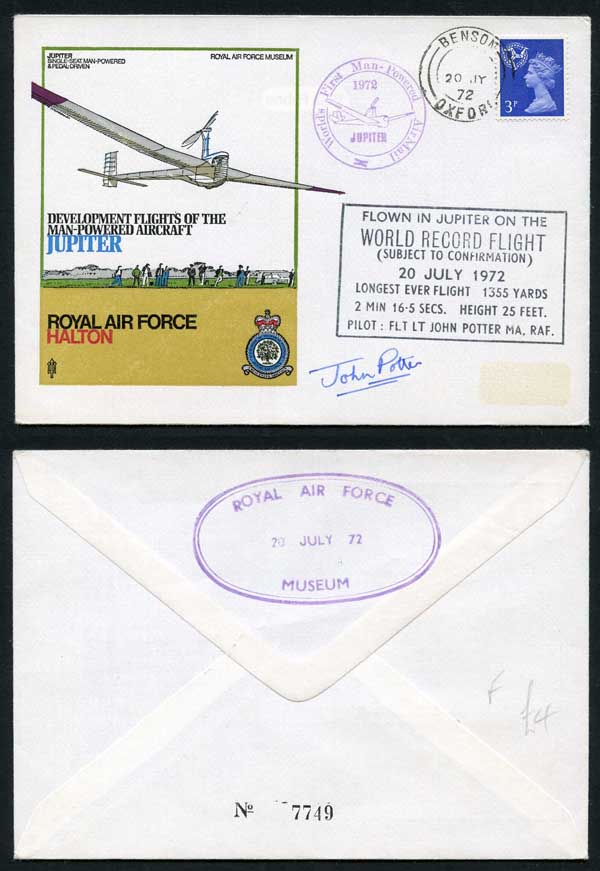 JUPITER
SINGLE-SEAT, MAN-POWERED
& PEDAL DRIVEN
ROYAL AIR FORCE MUSEUM
DEVELOPMENT FLIGHTS OF THE
MAN-POWERED AIRCRAFT
JUPITER
ROYAL AIR FORCE
HALTON
Worlds First Man-Powered Air Mail
1972
JUPITER
BENSON
20 JY
72
OXFORD
3P
FLOWN IN JUPITER ON THE
WORLD RECORD FLIGHT
(SUBJECT TO CONFIRMATION)
20 JULY 1972
LONGEST EVER FLIGHT 1355 YARDS
2 MIN 16·5 SECS. HEIGHT 25 FEET.
PILOT : FLT LT JOHN POTTER MA, RAF.
John Potter
ROYAL AIR FORCE
20 JULY 72
MUSEUM
F £4
Nº 7749